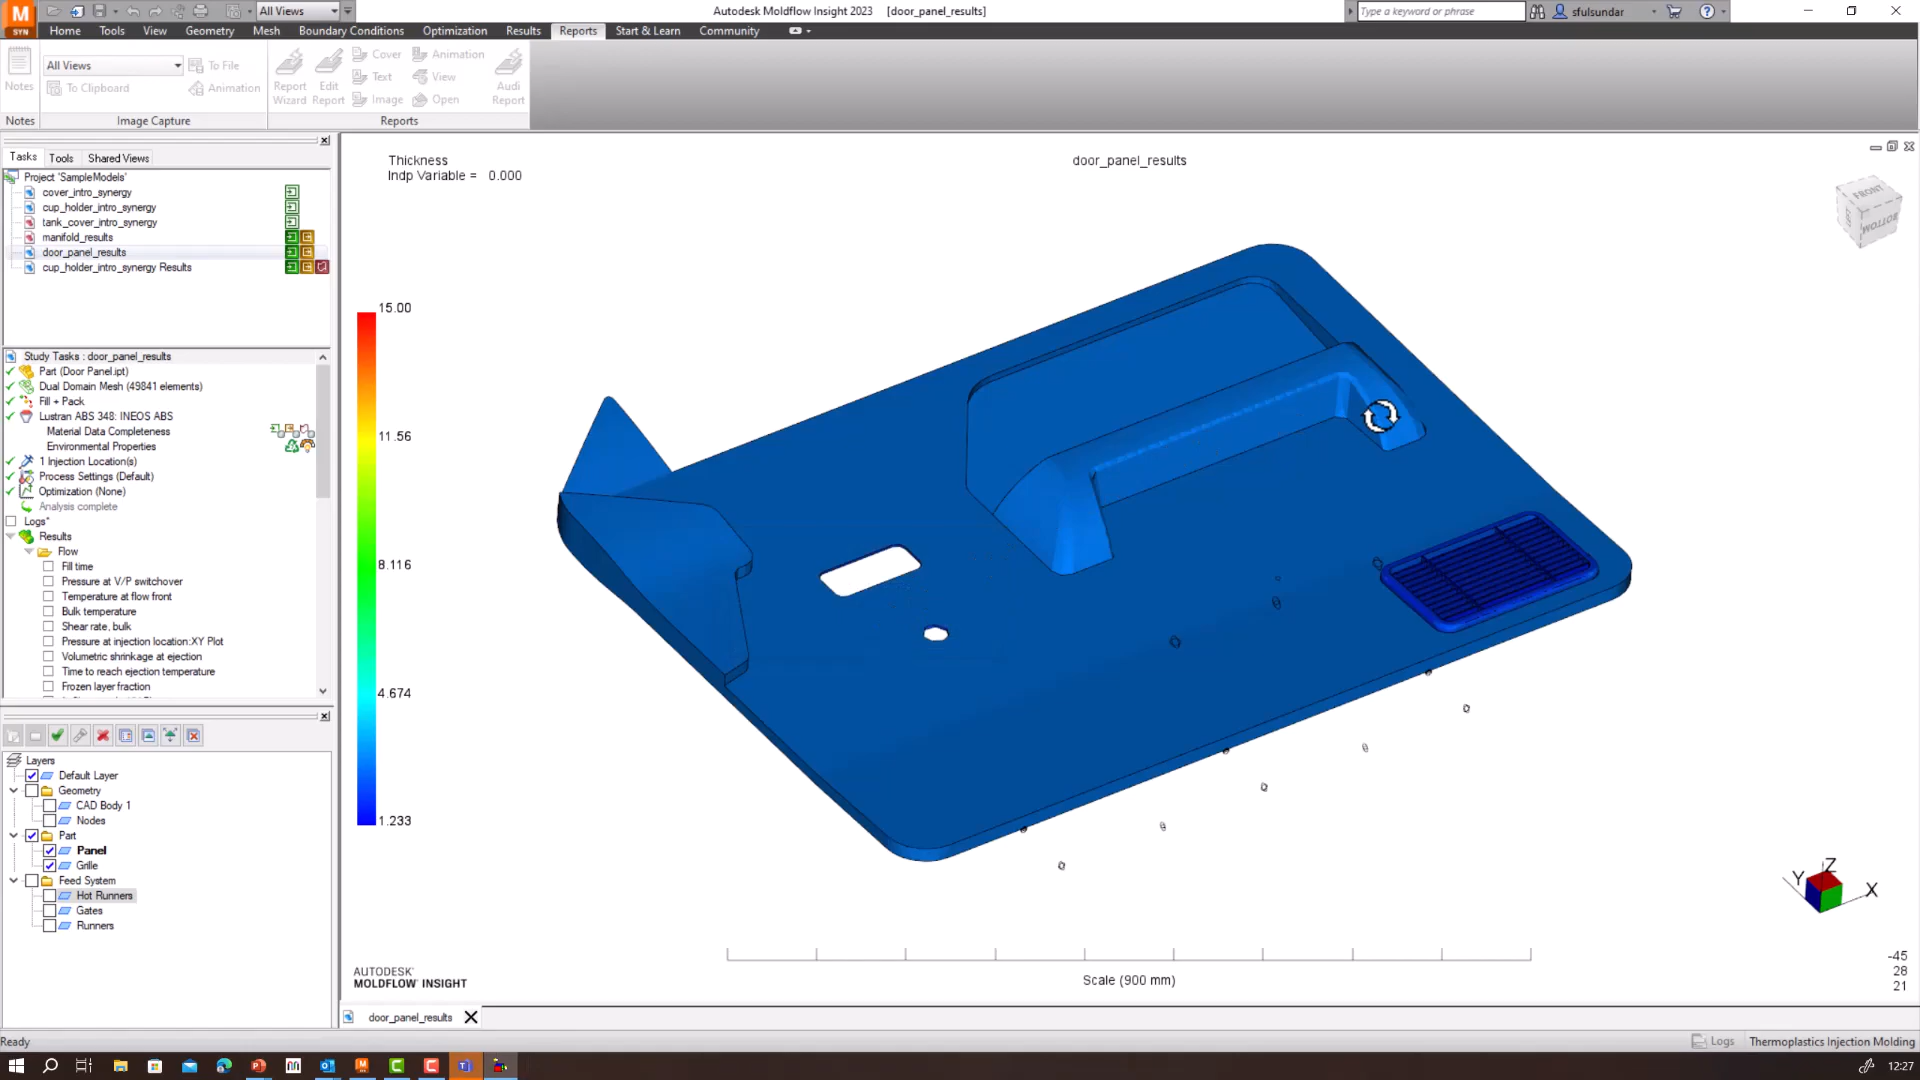 M
SYN
All Views
Autodesk Moldflow Insight 2023 [door_panel_results]
Type a keyword or phrase
sfulsundar
Home Tools View Geometry Mesh Boundary Conditions Optimization Results Reports Start & Learn Community
Notes
All Views
To File
To Clipboard
Animation
Report Wizard
Edit Report
Cover
Text
Image
Animation
View
Open
Audi Report
Notes Image Capture Reports
Tasks Tools Shared Views
Project 'SampleModels'
cover_intro_synergy
cup_holder_intro_synergy
tank_cover_intro_synergy
manifold_results
door_panel_results
cup_holder_intro_synergy Results
Study Tasks : door_panel_results
Part (Door Panel.ipt)
Dual Domain Mesh (49841 elements)
Fill + Pack
Lustran ABS 348: INEOS ABS
Material Data Completeness
Environmental Properties
1 Injection Location(s)
Process Settings (Default)
Optimization (None)
Analysis complete
Logs*
Results
Flow
Fill time
Pressure at V/P switchover
Temperature at flow front
Bulk temperature
Shear rate, bulk
Pressure at injection location:XY Plot
Volumetric shrinkage at ejection
Time to reach ejection temperature
Frozen layer fraction
Layers
Default Layer
Geometry
CAD Body 1
Nodes
Part
Panel
Grille
Feed System
Hot Runners
Gates
Runners
Thickness
Indp Variable = 0.000
door_panel_results
FRONT
BOTTOM
15.00
11.56
8.116
4.674
1.233
Z
Y
X
AUTODESK
MOLDFLOW INSIGHT
Scale (900 mm)
-45
28
21
door_panel_results
Ready
Logs
Thermoplastics Injection Molding
12:27